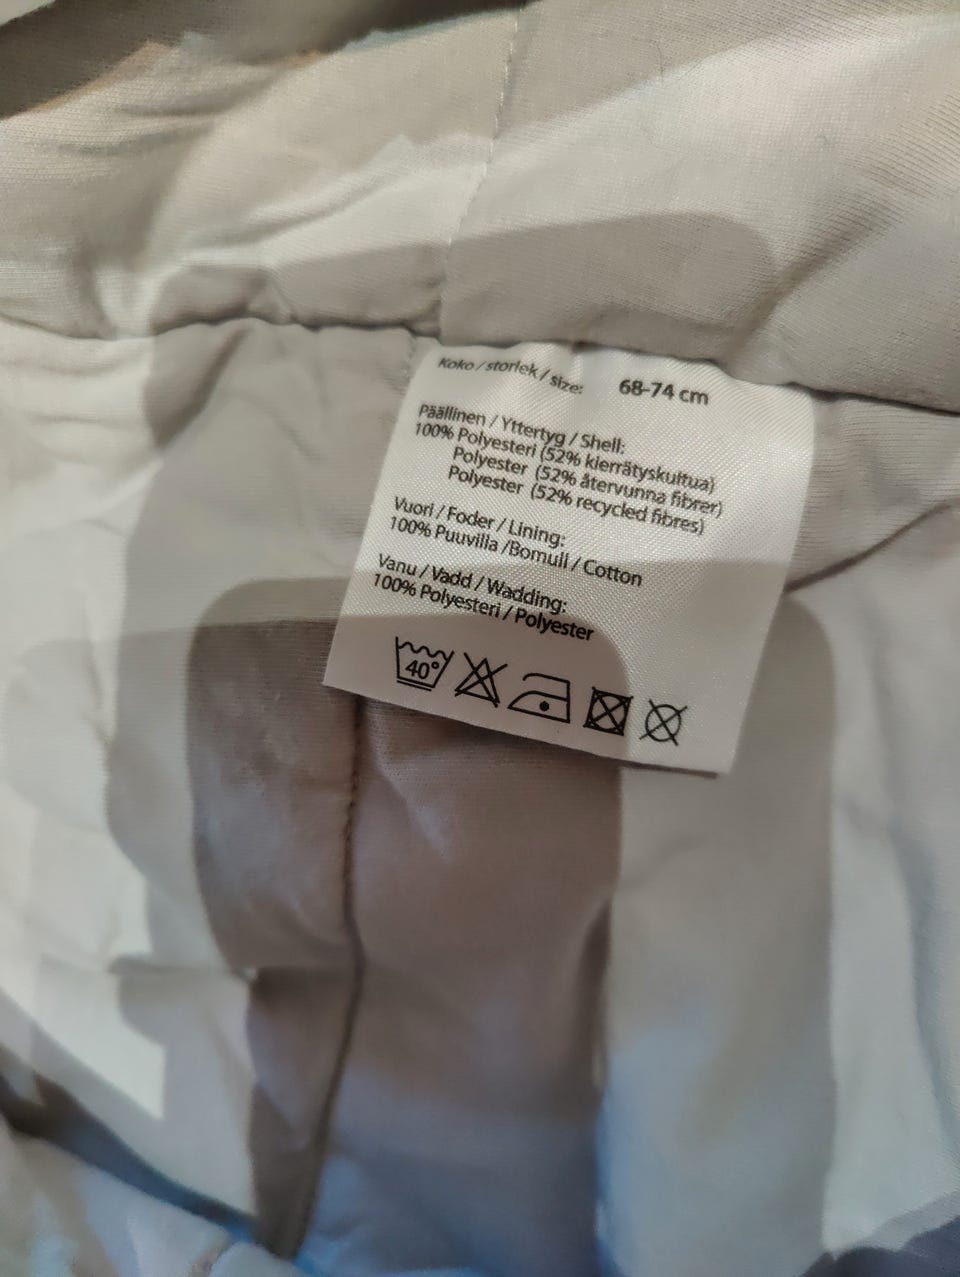 Koko / storlek / size: 68-74 cm
Päällinen / Yttertyg / Shell:
100% Polyesteri (52% kierrätyskuitua)
Polyester (52% återvunna fibrer)
Polyester (52% recycled fibres)
Vuori / Foder / Lining:
100% Puuvilla /Bomull / Cotton
Vanu / Vadd / Wadding:
100% Polyesteri / Polyester
40°